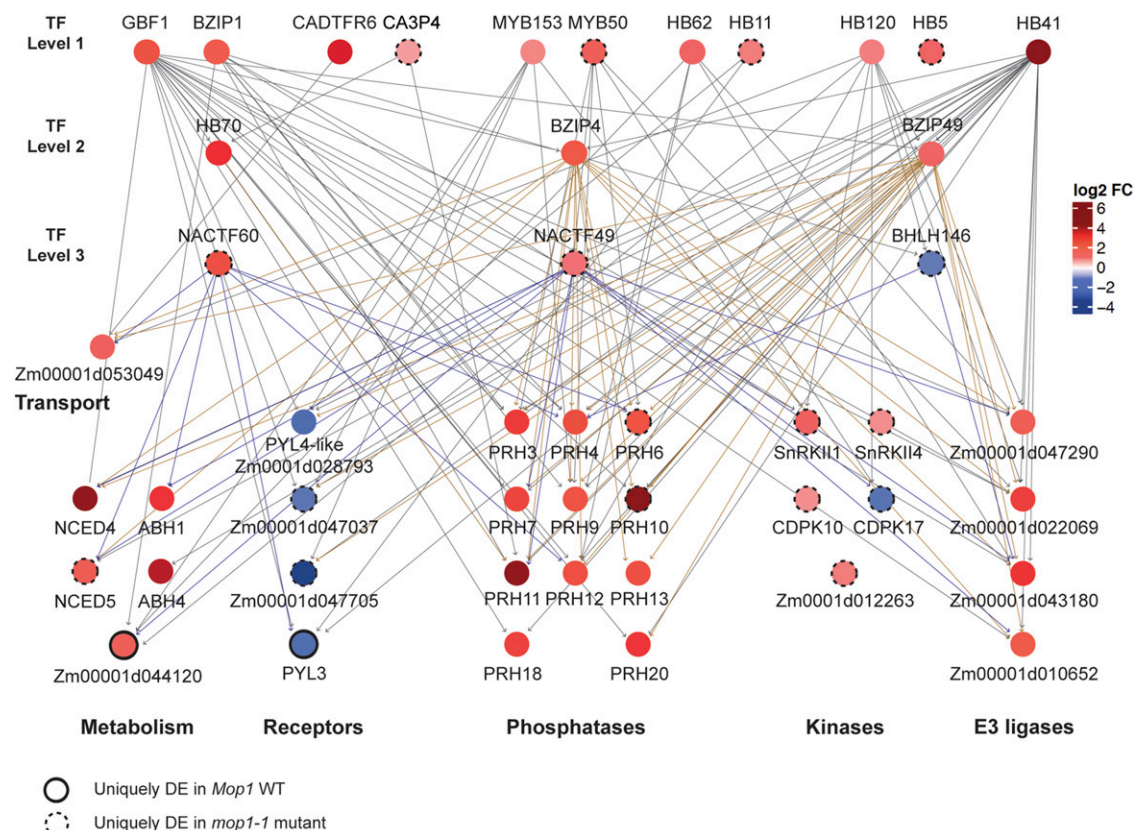 TF
Level 1
GBF1 BZIP1 CADTFR6 CA3P4 MYB153 MYB50 HB62 HB11 HB120 HB5 HB41
TF
Level 2
HB70 BZIP4 BZIP49
log2 FC
6
4
2
0
−2
−4
TF
Level 3
NACTF60 NACTF49 BHLH146
Zm00001d053049
Transport
PYL4-like
Zm0001d028793
PRH3 PRH4 PRH6 SnRKII1 SnRKII4 Zm00001d047290
NCED4 ABH1 Zm00001d047037 PRH7 PRH9 PRH10 CDPK10 CDPK17 Zm00001d022069
NCED5 ABH4 Zm00001d047705 PRH11 PRH12 PRH13 Zm0001d012263 Zm00001d043180
Zm00001d044120 PYL3 PRH18 PRH20 Zm00001d010652
Metabolism Receptors Phosphatases Kinases E3 ligases
Uniquely DE in Mop1 WT
Uniquely DE in mop1-1 mutant